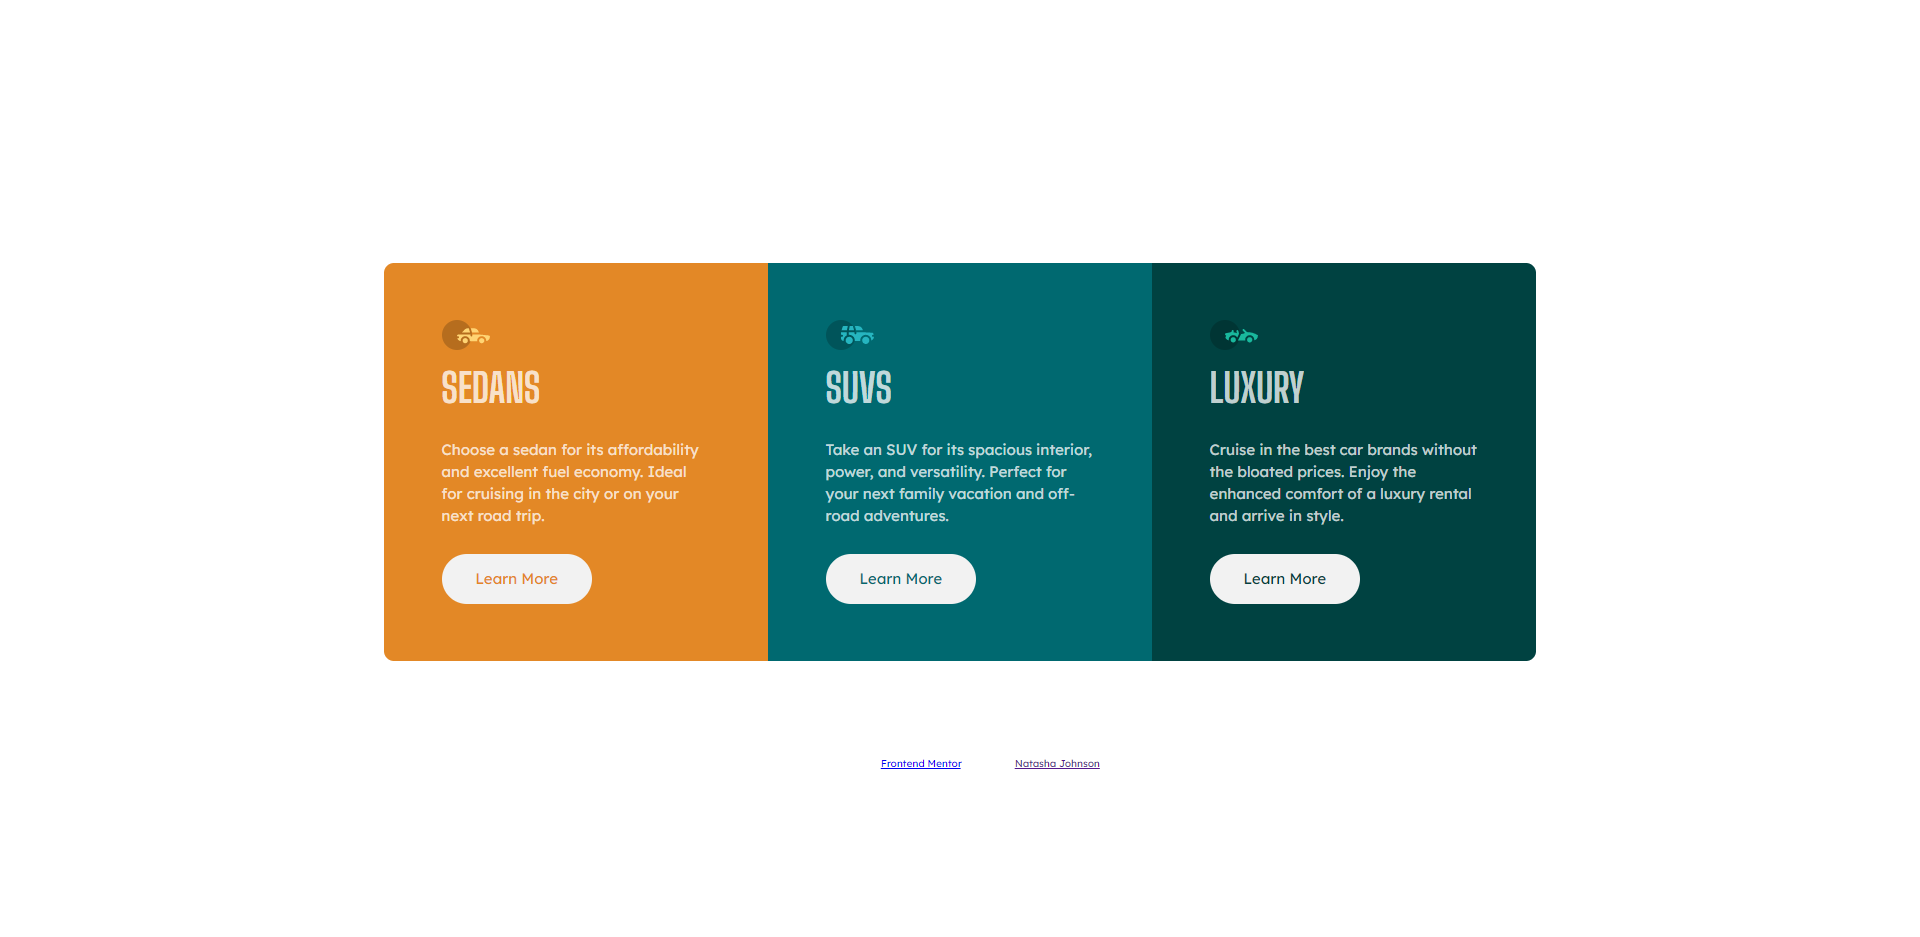 SEDANS
Choose a sedan for its affordability
and excellent fuel economy. Ideal
for cruising in the city or on your
next road trip.
Learn More
SUVS
Take an SUV for its spacious interior,
power, and versatility. Perfect for
your next family vacation and off-
road adventures.
Learn More
LUXURY
Cruise in the best car brands without
the bloated prices. Enjoy the
enhanced comfort of a luxury rental
and arrive in style.
Learn More
Frontend Mentor
Natasha Johnson